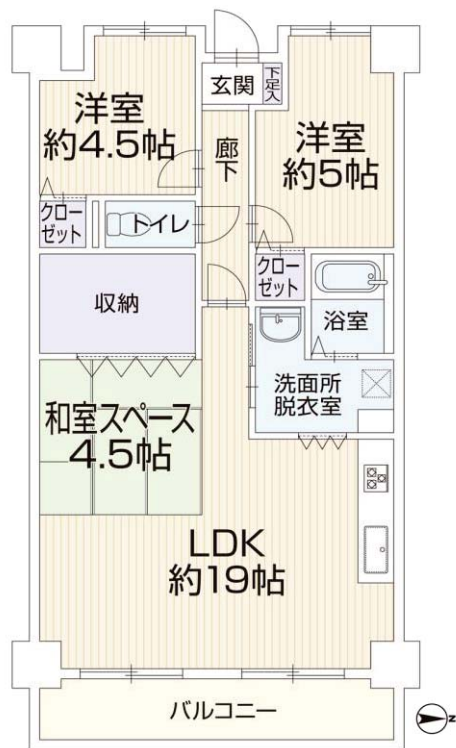 玄関
下足入
洋室
約4.5帖
廊下
洋室
約5帖
クロー
ゼット
トイレ
クロー
ゼット
収納
浴室
洗面所
脱衣室
和室スペース
4.5帖
LDK
約19帖
バルコニー
N